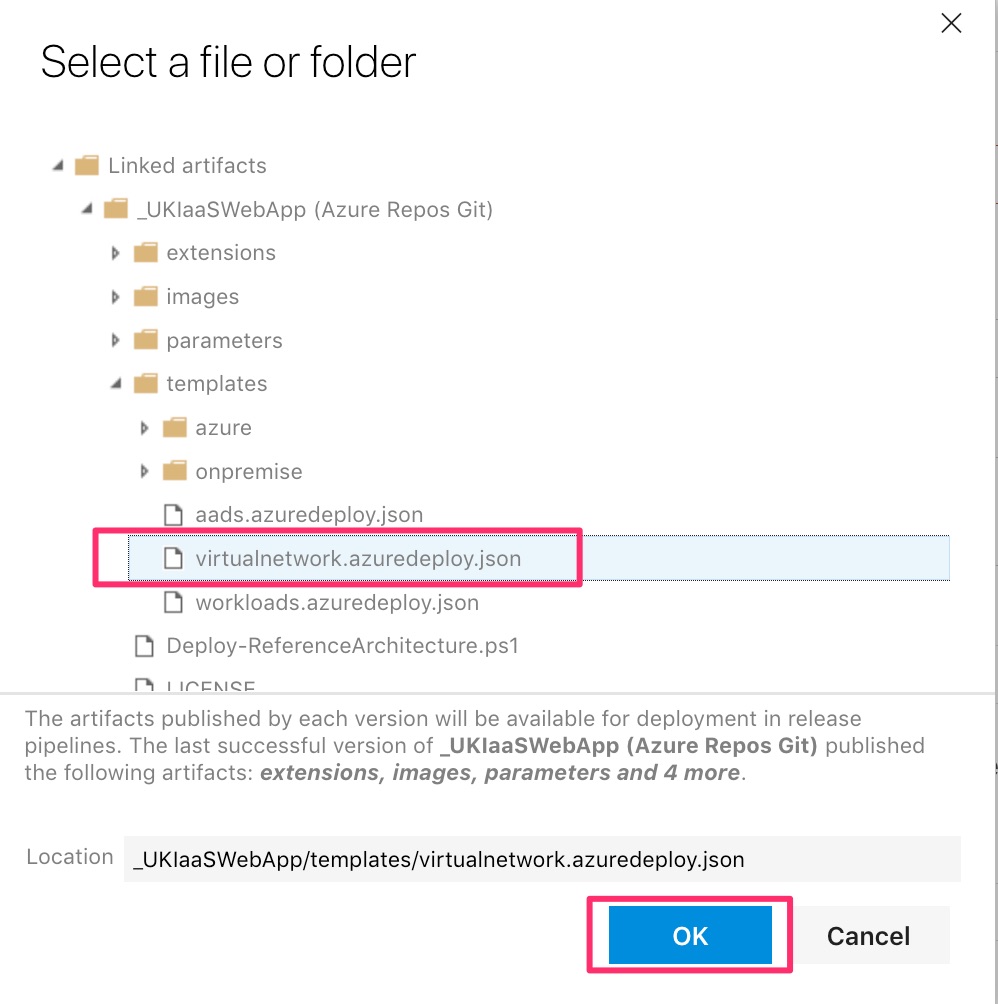 Select a file or folder
Linked artifacts
_UKIaaSWebApp (Azure Repos Git)
extensions
images
parameters
templates
azure
onpremise
aads.azuredeploy.json
virtualnetwork.azuredeploy.json
workloads.azuredeploy.json
Deploy-ReferenceArchitecture.ps1
LICENSE
The artifacts published by each version will be available for deployment in release
pipelines. The last successful version of _UKIaaSWebApp (Azure Repos Git) published
the following artifacts: extensions, images, parameters and 4 more.
Location _UKIaaSWebApp/templates/virtualnetwork.azuredeploy.json
OK Cancel